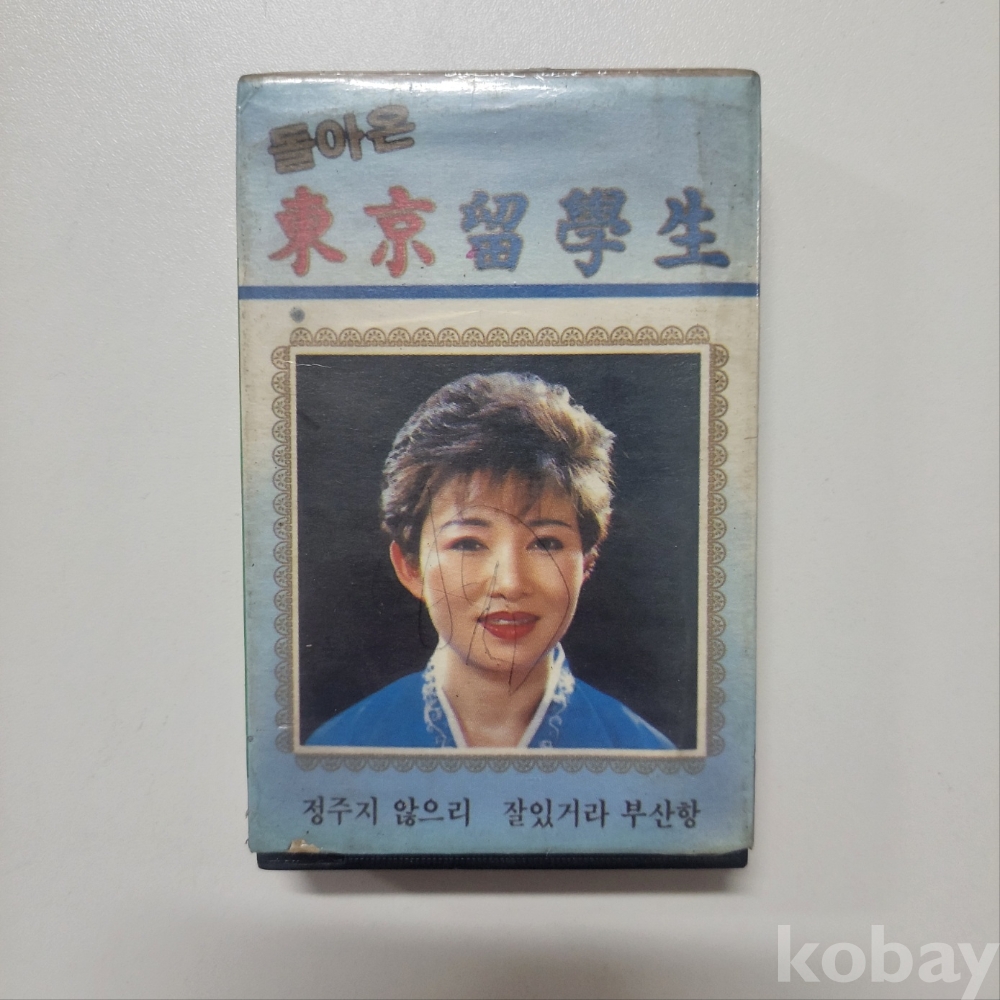 돌아온
東京留學生
정주지 않으리 잘있거라 부산항
kobay